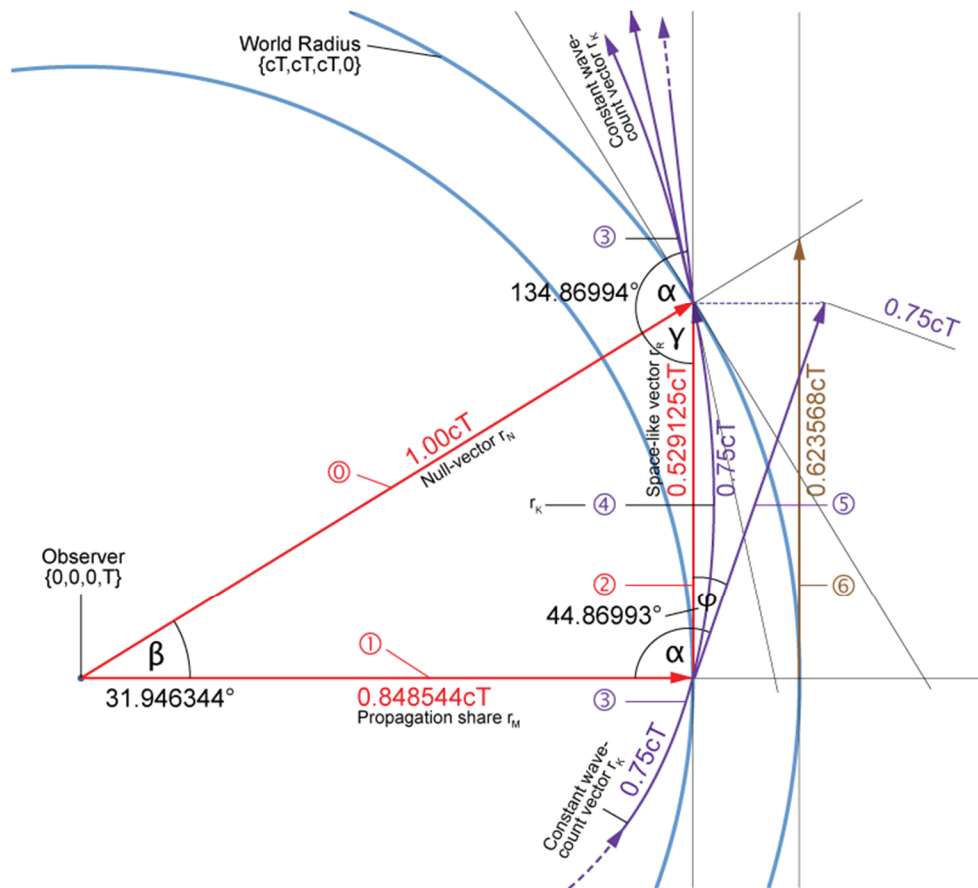 World Radius
{cT,cT,cT,0}
Constant wave-
count vector rK
③
134.86994°
α
γ
0.75cT
1.00cT
Null-vector rN
⓪
Space-like vector rR
0.529125cT
0.75cT
0.623568cT
rK
④
⑤
Observer
{0,0,0,T}
②
⑥
44.86993°
φ
β
①
α
31.946344°
0.848544cT
Propagation share rM
③
0.75cT
Constant wave-
count vector rK